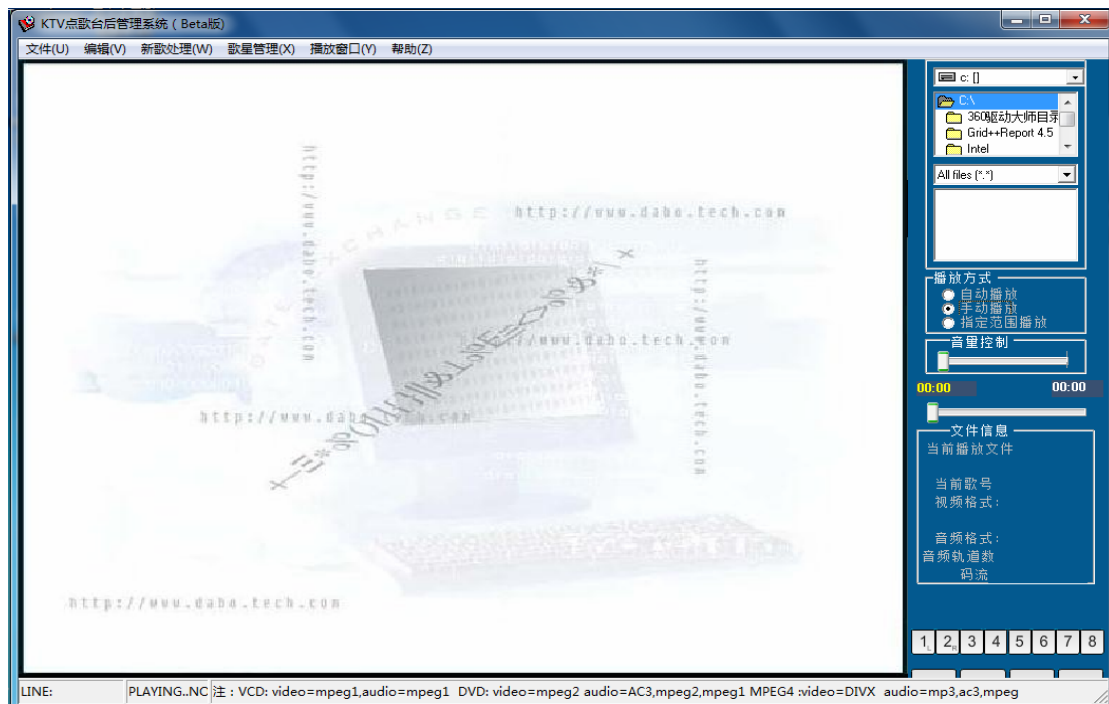 KTV点歌台后管理系统 ( Beta版)
文件(U) 编辑(V) 新歌处理(W) 歌星管理(X) 播放窗口(Y) 帮助(Z)
c: []
C:\
360驱动大师目录
Grid++Report 4.5
Intel
All files (*.*)
播放方式
自动播放
手动播放
指定范围播放
音量控制
00:00 00:00
文件信息
当前播放文件
当前歌号
视频格式:
音频格式:
音频轨道数
码流
1L 2R 3 4 5 6 7 8
http://www.dabo.tech.com
http://www.dabo.tech.com
http://www.dabo.tech.com
http://www.dabo.tech.com
http://www.dabo.tech.com
http://www.dabo.tech.com
LINE: PLAYING..NC 注 : VCD: video=mpeg1,audio=mpeg1 DVD: video=mpeg2 audio=AC3,mpeg2,mpeg1 MPEG4 :video=DIVX audio=mp3,ac3,mpeg